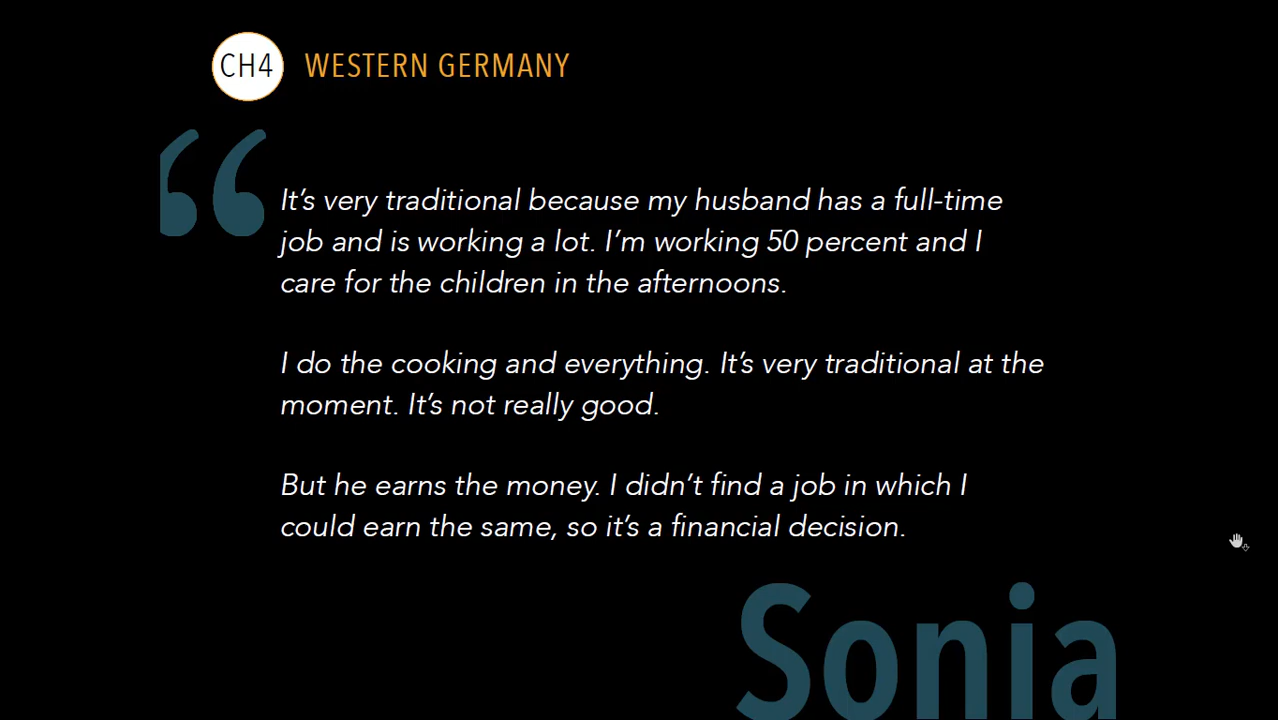 CH4 WESTERN GERMANY
“
It’s very traditional because my husband has a full-time
job and is working a lot. I’m working 50 percent and I
care for the children in the afternoons.
I do the cooking and everything. It’s very traditional at the
moment. It’s not really good.
But he earns the money. I didn’t find a job in which I
could earn the same, so it’s a financial decision.
Sonia